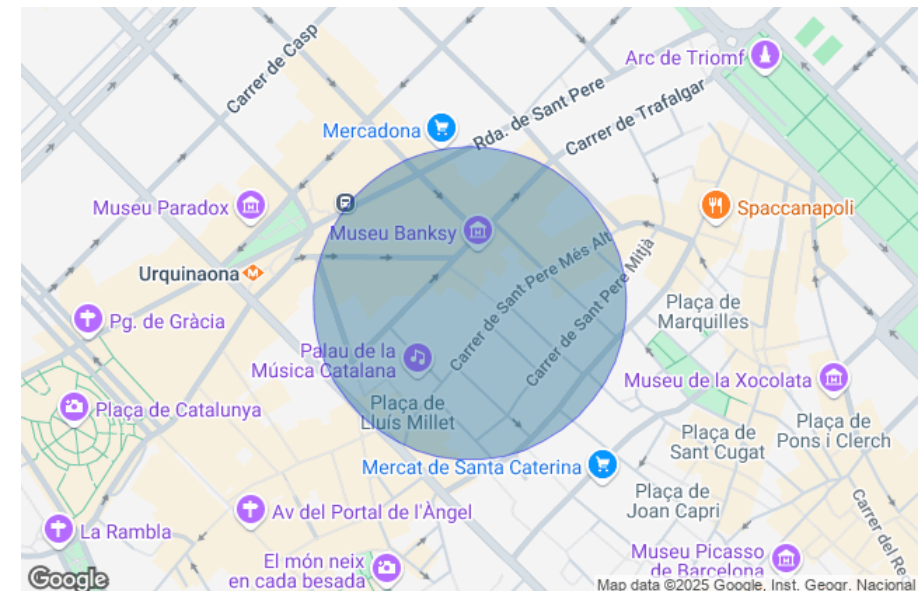 Carrer de Casp
Arc de Triomf
Rda. de Sant Pere
Carrer de Trafalgar
Mercadona
Museu Paradox
Spaccanapoli
Museu Banksy
Carrer de Sant Pere Més Alt
Carrer de Sant Pere Mitjà
Urquinaona
M
Plaça de
Marquilles
Pg. de Gràcia
Palau de la
Música Catalana
Museu de la Xocolata
Plaça de Catalunya
Plaça de
Lluís Millet
Plaça de
Pons i Clerch
Plaça de
Sant Cugat
Mercat de Santa Caterina
Plaça de
Joan Capri
Carrer del Re
Av del Portal de l'Àngel
La Rambla
El món neix
en cada besada
Museu Picasso
de Barcelona
Google
Map data ©2025 Google, Inst. Geogr. Nacional